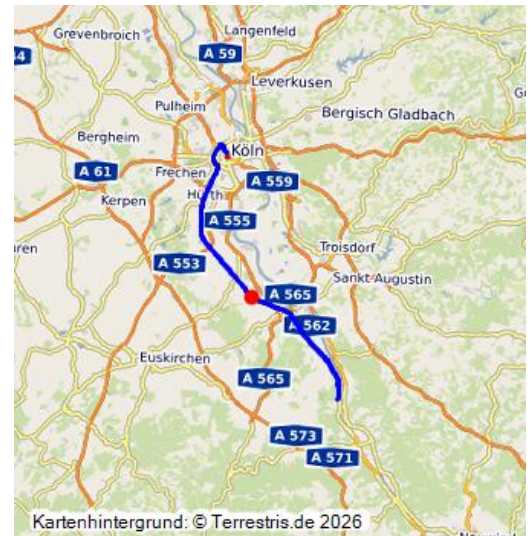 Langenfeld
Grevenbroich
A 59
Leverkusen
Pulheim
Bergisch Gladbach
Bergheim
Köln
A 61
Frechen
A 559
Kerpen
Hürth
A 555
Troisdorf
A 553
Sankt Augustin
A 565
A 562
Euskirchen
A 565
A 573
A 571
Kartenhintergrund: © Terrestris.de 2026